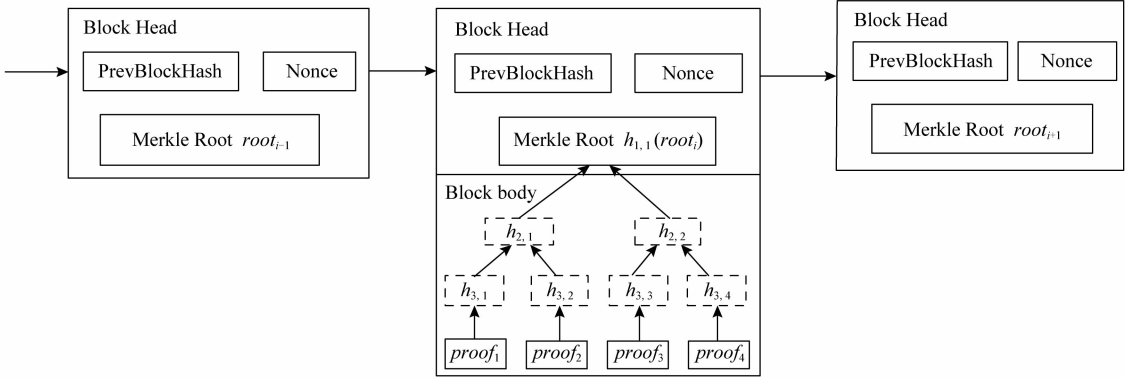 Block Head
PrevBlockHash
Nonce
Merkle Root root_{i−1}
Block Head
PrevBlockHash
Nonce
Merkle Root h_{1,1}(root_i)
Block body
h_{2,1}
h_{2,2}
h_{3,1}
h_{3,2}
h_{3,3}
h_{3,4}
proof_1
proof_2
proof_3
proof_4
Block Head
PrevBlockHash
Nonce
Merkle Root root_{i+1}